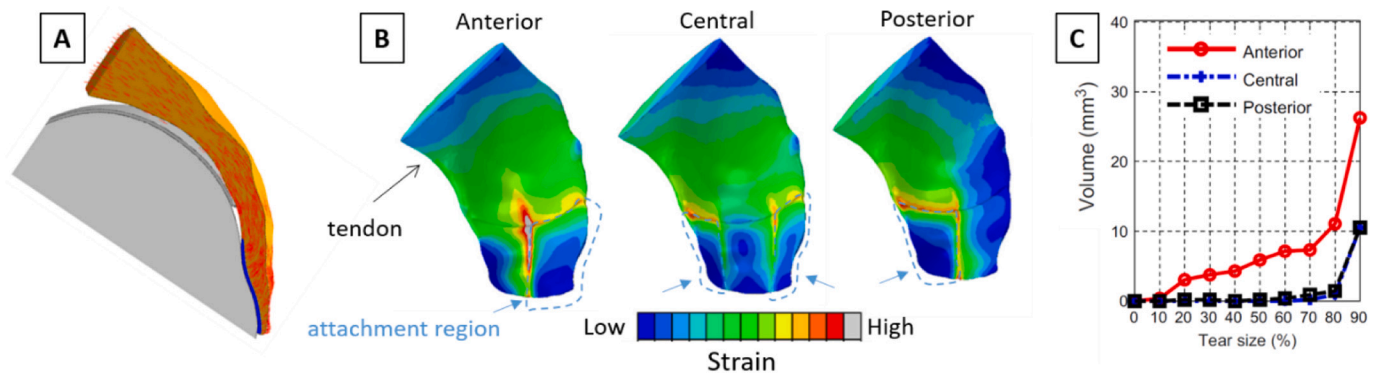 A
B
Anterior
Central
Posterior
tendon
attachment region
Low
High
Strain
C
40
30
20
10
0
Volume (mm³)
Anterior
Central
Posterior
0 10 20 30 40 50 60 70 80 90
Tear size (%)